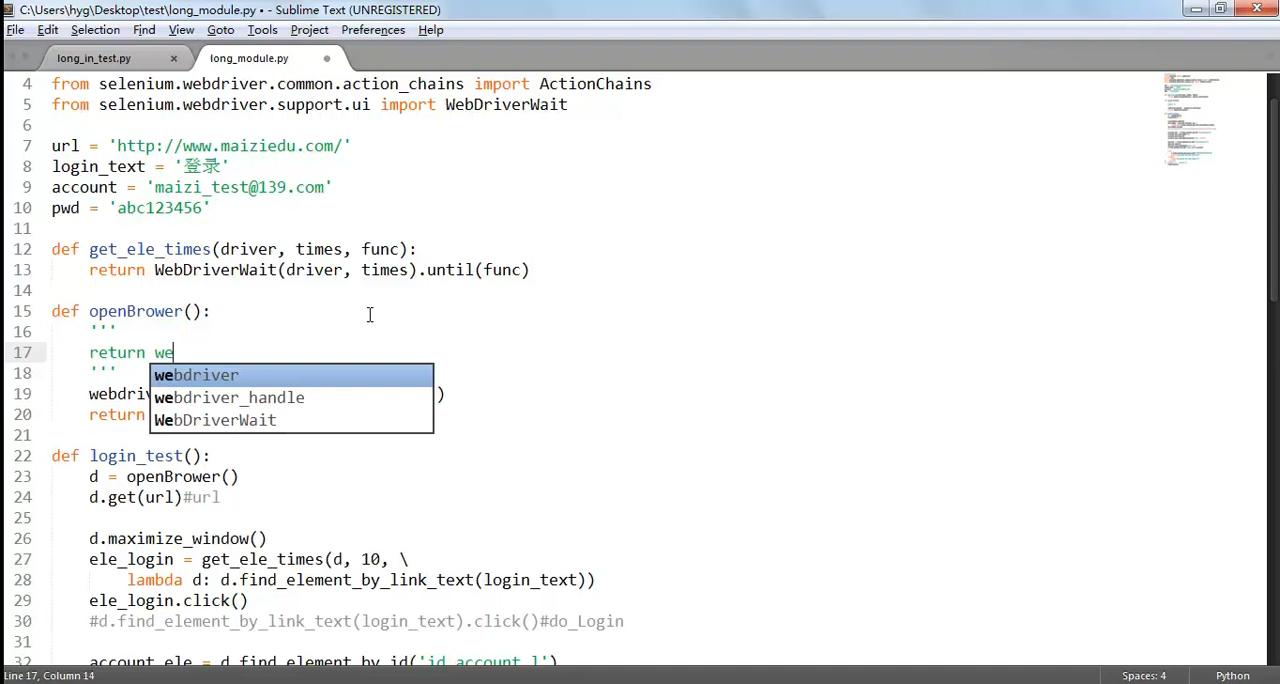 C:\Users\hyg\Desktop\test\long_module.py • - Sublime Text (UNREGISTERED)
File Edit Selection Find View Goto Tools Project Preferences Help
long_in_test.py × long_module.py
4 from selenium.webdriver.common.action_chains import ActionChains
5 from selenium.webdriver.support.ui import WebDriverWait
6
7 url = 'http://www.maiziedu.com/'
8 login_text = '登录'
9 account = 'maizi_test@139.com'
10 pwd = 'abc123456'
11
12 def get_ele_times(driver, times, func):
13     return WebDriverWait(driver, times).until(func)
14
15 def openBrower():
16     '''
17     return we
18     '''
webdriver
19     webdriv )
webdriver_handle
20     return
WebDriverWait
21
22 def login_test():
23     d = openBrower()
24     d.get(url)#url
25
26     d.maximize_window()
27     ele_login = get_ele_times(d, 10, \
28         lambda d: d.find_element_by_link_text(login_text))
29     ele_login.click()
30     #d.find_element_by_link_text(login_text).click()#do_Login
31
32     account_ele = d.find_element_by_id('id_account_l')
Line 17, Column 14 Spaces: 4 Python